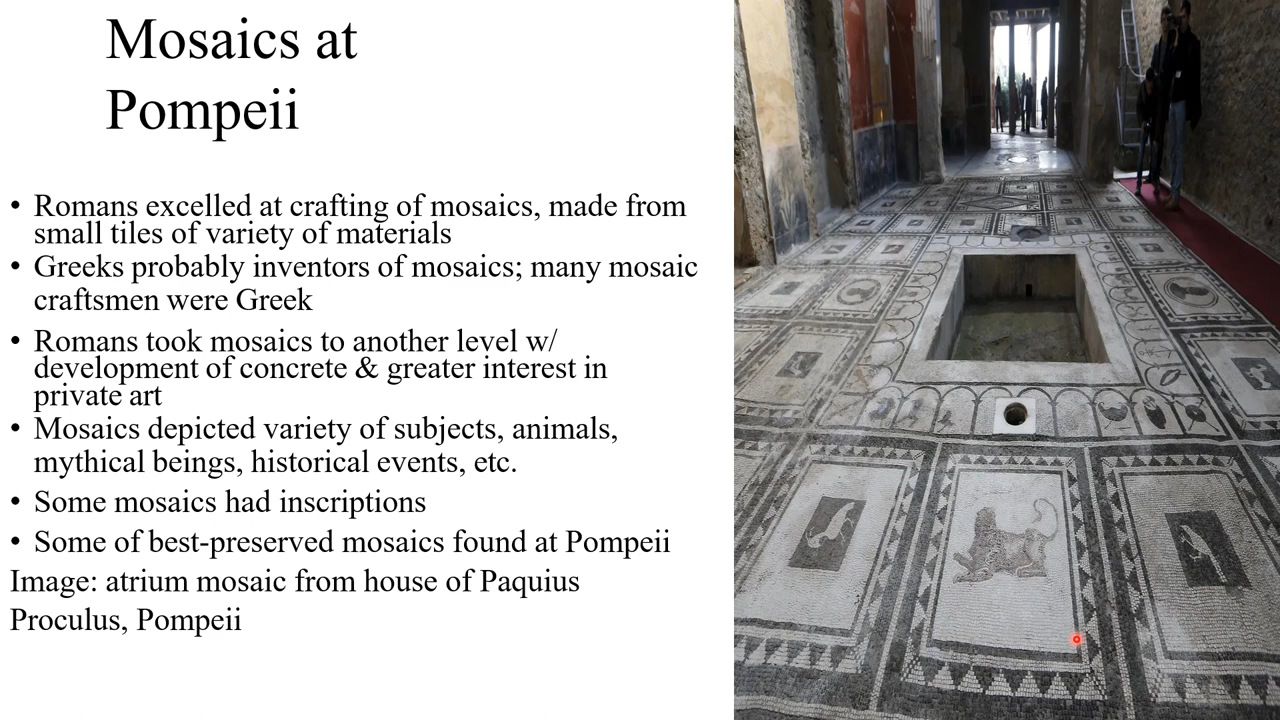 Mosaics at
Pompeii
• Romans excelled at crafting of mosaics, made from
small tiles of variety of materials
• Greeks probably inventors of mosaics; many mosaic
craftsmen were Greek
• Romans took mosaics to another level w/
development of concrete & greater interest in
private art
• Mosaics depicted variety of subjects, animals,
mythical beings, historical events, etc.
• Some mosaics had inscriptions
• Some of best-preserved mosaics found at Pompeii
Image: atrium mosaic from house of Paquius
Proculus, Pompeii